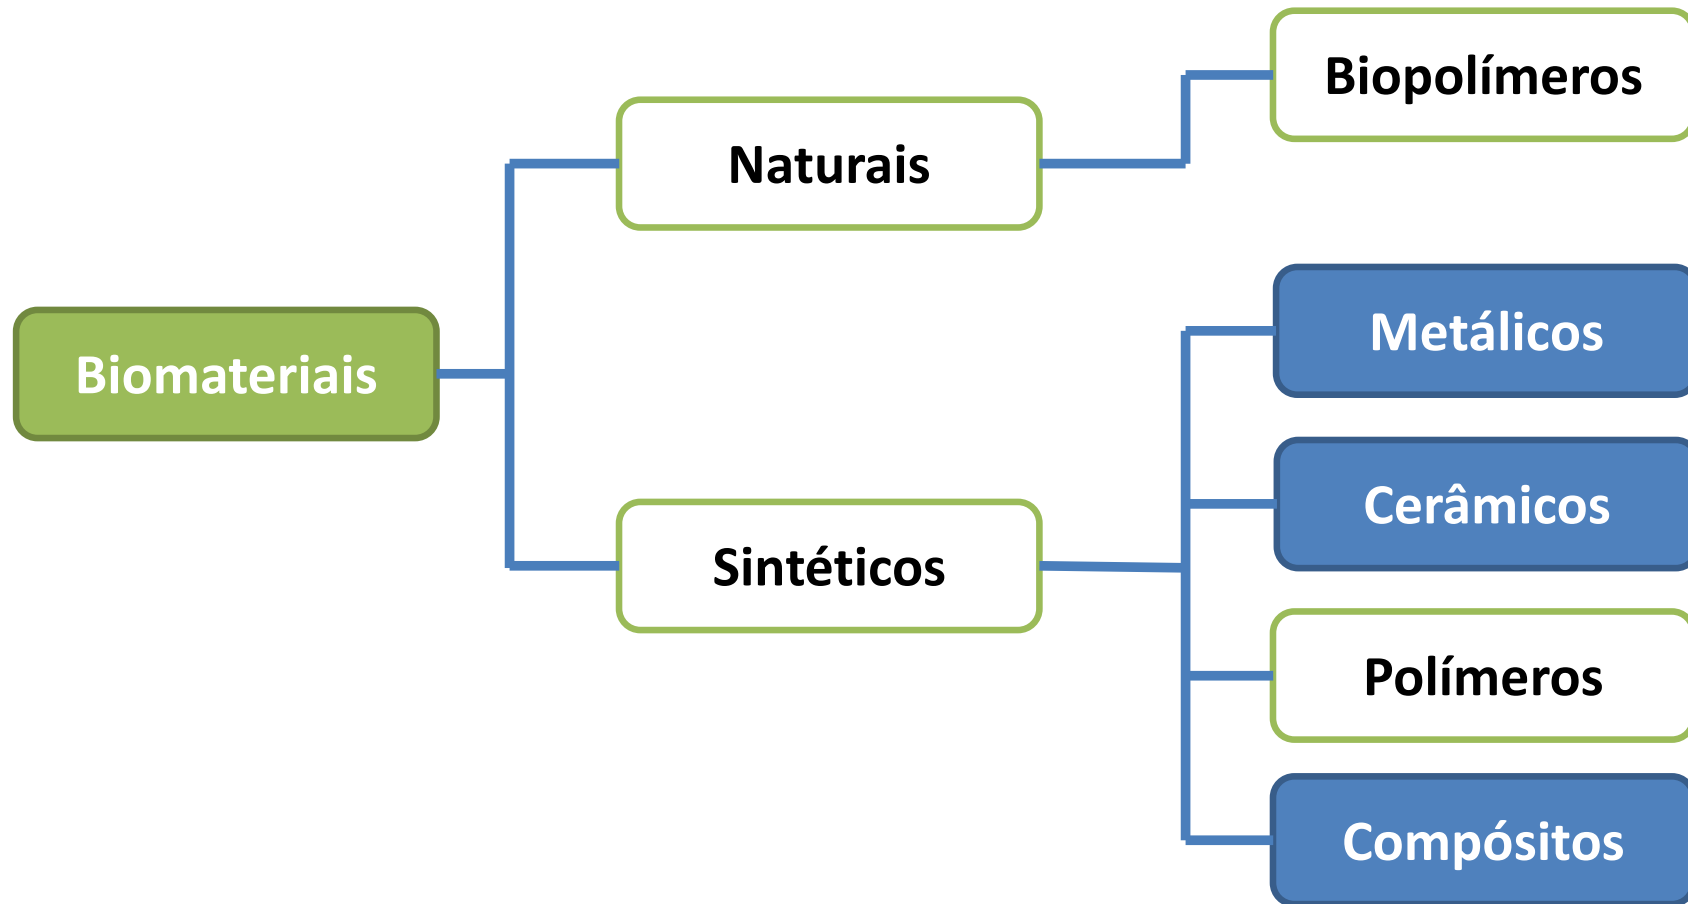 Biomateriais
Naturais
Biopolímeros
Sintéticos
Metálicos
Cerâmicos
Polímeros
Compósitos